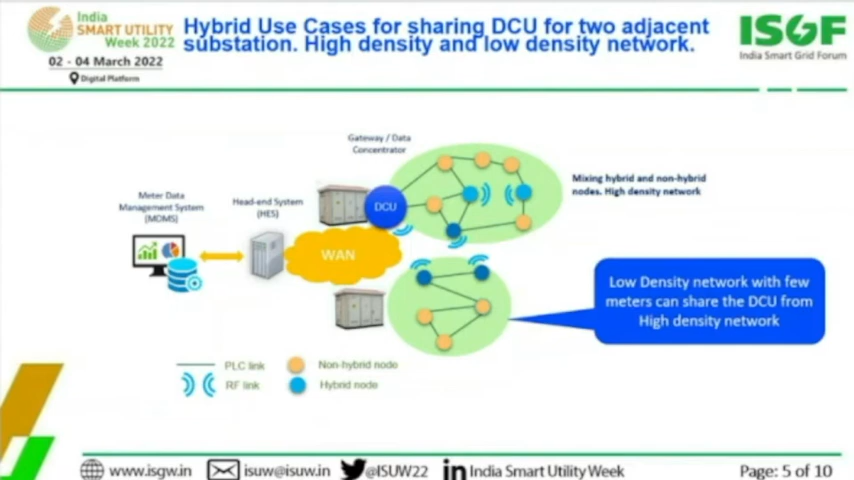 India
SMART UTILITY
Week 2022
02 - 04 March 2022
Digital Platform
Hybrid Use Cases for sharing DCU for two adjacent
substation. High density and low density network.
ISGF
India Smart Grid Forum
Gateway / Data
Concentrator
Mixing hybrid and non-hybrid
nodes. High density network
Meter Data
Management System
(MDMS)
Head-end System
(HES)
DCU
WAN
Low Density network with few
meters can share the DCU from
High density network
PLC link
Non-hybrid node
RF link
Hybrid node
www.isgw.in
isuw@isuw.in
@ISUW22
in India Smart Utility Week
Page: 5 of 10